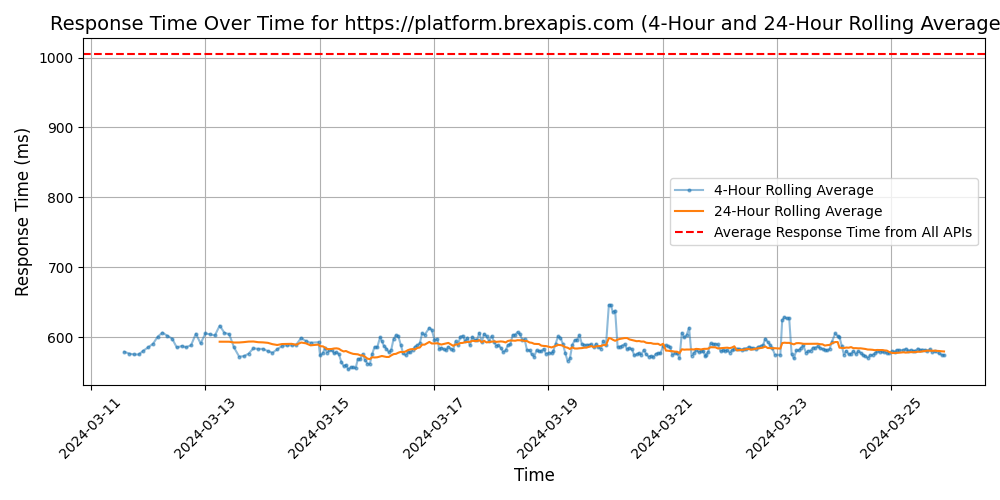 Response Time Over Time for https://platform.brexapis.com (4-Hour and 24-Hour Rolling Average
1000
900
800
700
600
Response Time (ms)
4-Hour Rolling Average
24-Hour Rolling Average
Average Response Time from All APIs
2024-03-11
2024-03-13
2024-03-15
2024-03-17
2024-03-19
2024-03-21
2024-03-23
2024-03-25
Time